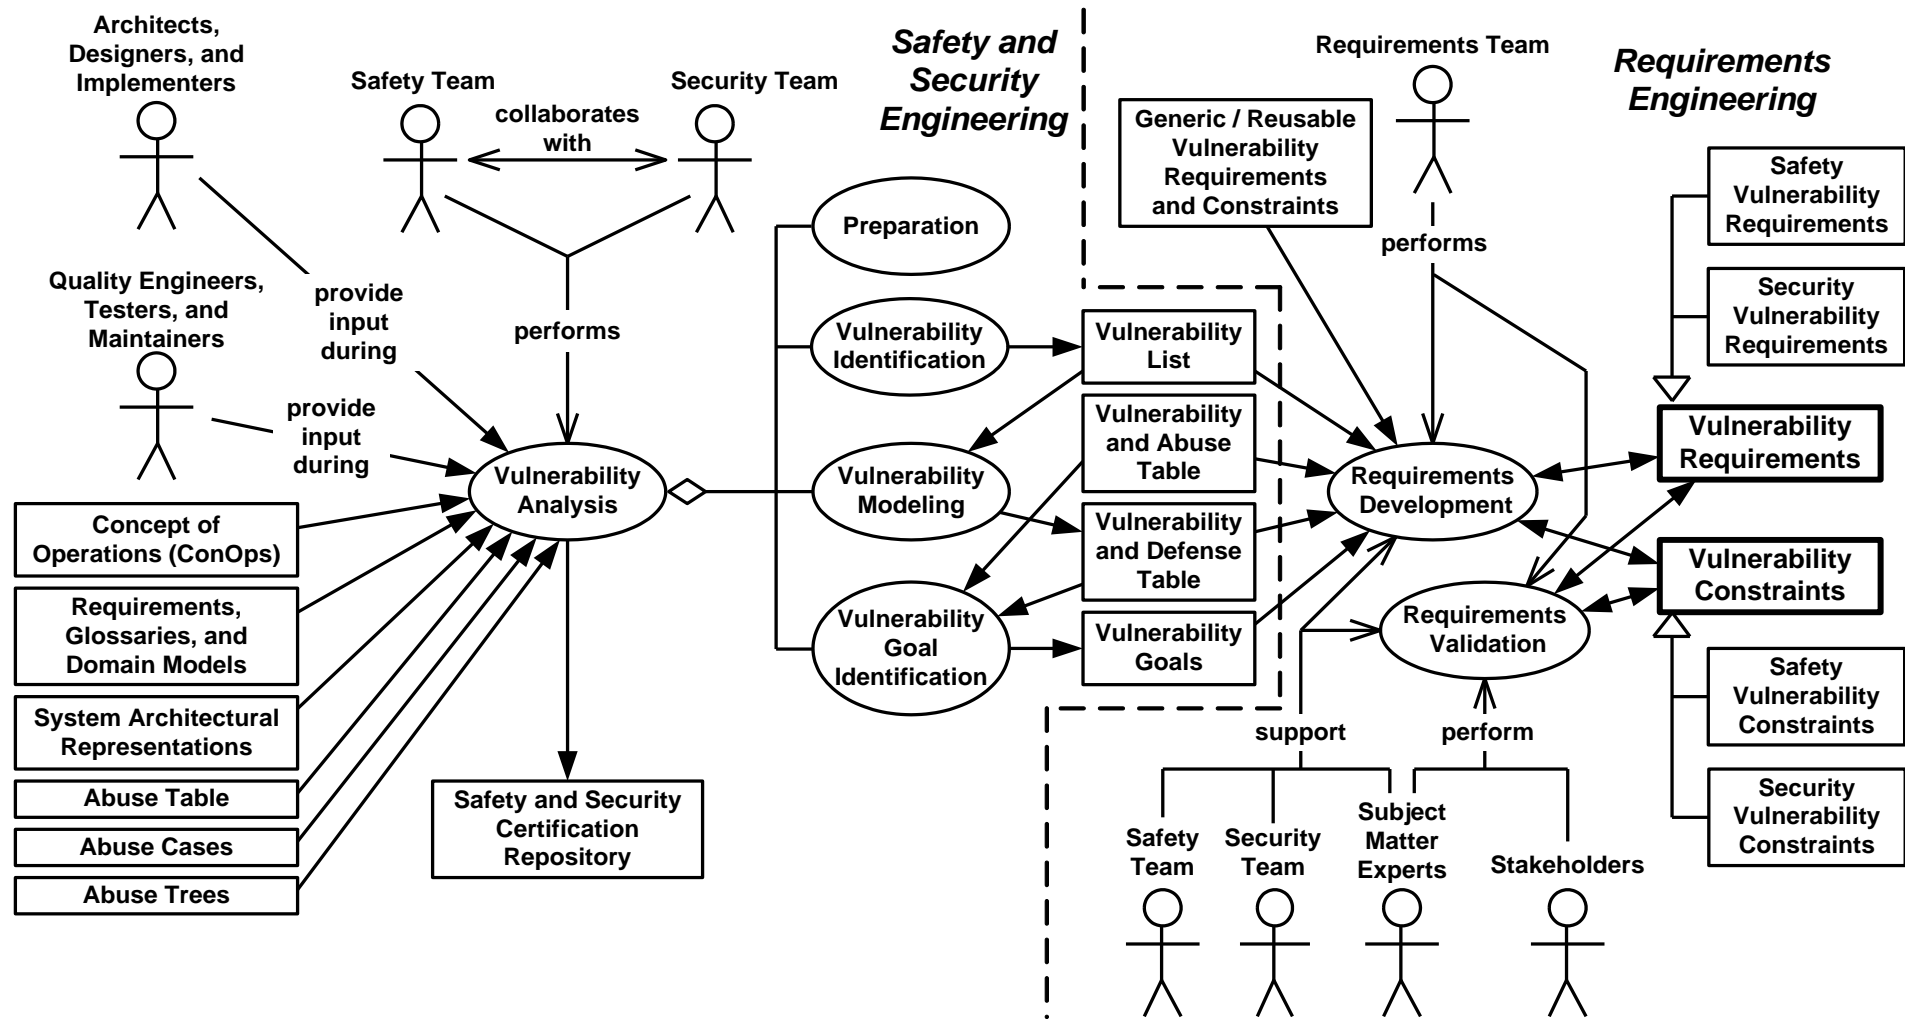 Architects,
Designers, and
Implementers
Safety Team
Security Team
collaborates
with
Safety and
Security
Engineering
Requirements Team
Requirements
Engineering
Generic / Reusable
Vulnerability
Requirements
and Constraints
performs
Safety
Vulnerability
Requirements
Security
Vulnerability
Requirements
Quality Engineers,
Testers, and
Maintainers
provide
input
during
provide
input
during
performs
Preparation
Vulnerability
Identification
Vulnerability
List
Vulnerability
and Abuse
Table
Vulnerability
Requirements
Vulnerability
Analysis
Vulnerability
Modeling
Requirements
Development
Concept of
Operations (ConOps)
Vulnerability
and Defense
Table
Vulnerability
Constraints
Requirements,
Glossaries, and
Domain Models
Vulnerability
Goal
Identification
Vulnerability
Goals
Requirements
Validation
System Architectural
Representations
Safety
Vulnerability
Constraints
support
perform
Abuse Table
Abuse Cases
Abuse Trees
Safety and Security
Certification
Repository
Security
Vulnerability
Constraints
Safety
Team
Security
Team
Subject
Matter
Experts
Stakeholders